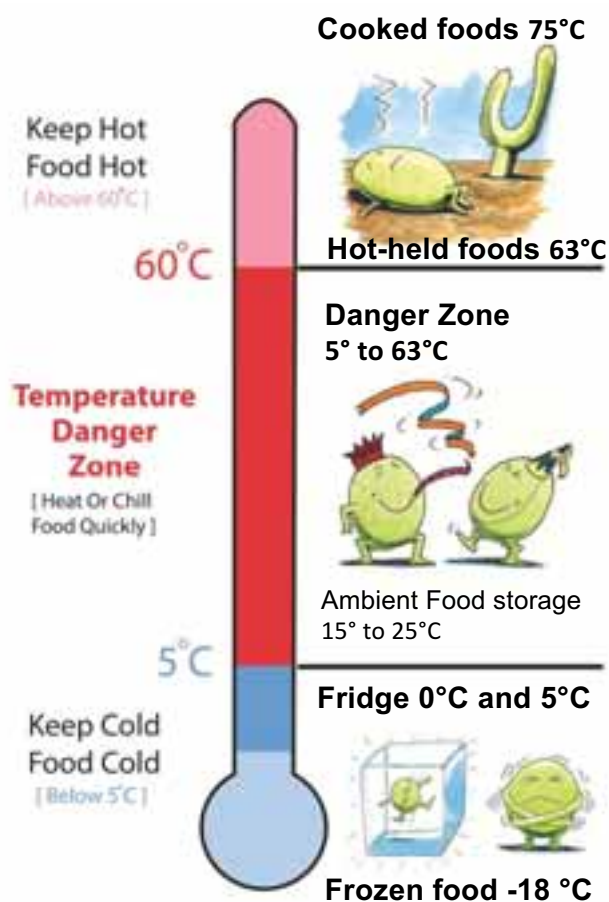 Cooked foods 75°C
Keep Hot
Food Hot
[ Above 60°C ]
Hot-held foods 63°C
60°C
Danger Zone
5° to 63°C
Temperature
Danger
Zone
[ Heat Or Chill
Food Quickly ]
Ambient Food storage
15° to 25°C
5°C
Fridge 0°C and 5°C
Keep Cold
Food Cold
[ Below 5°C ]
Frozen food -18 °C